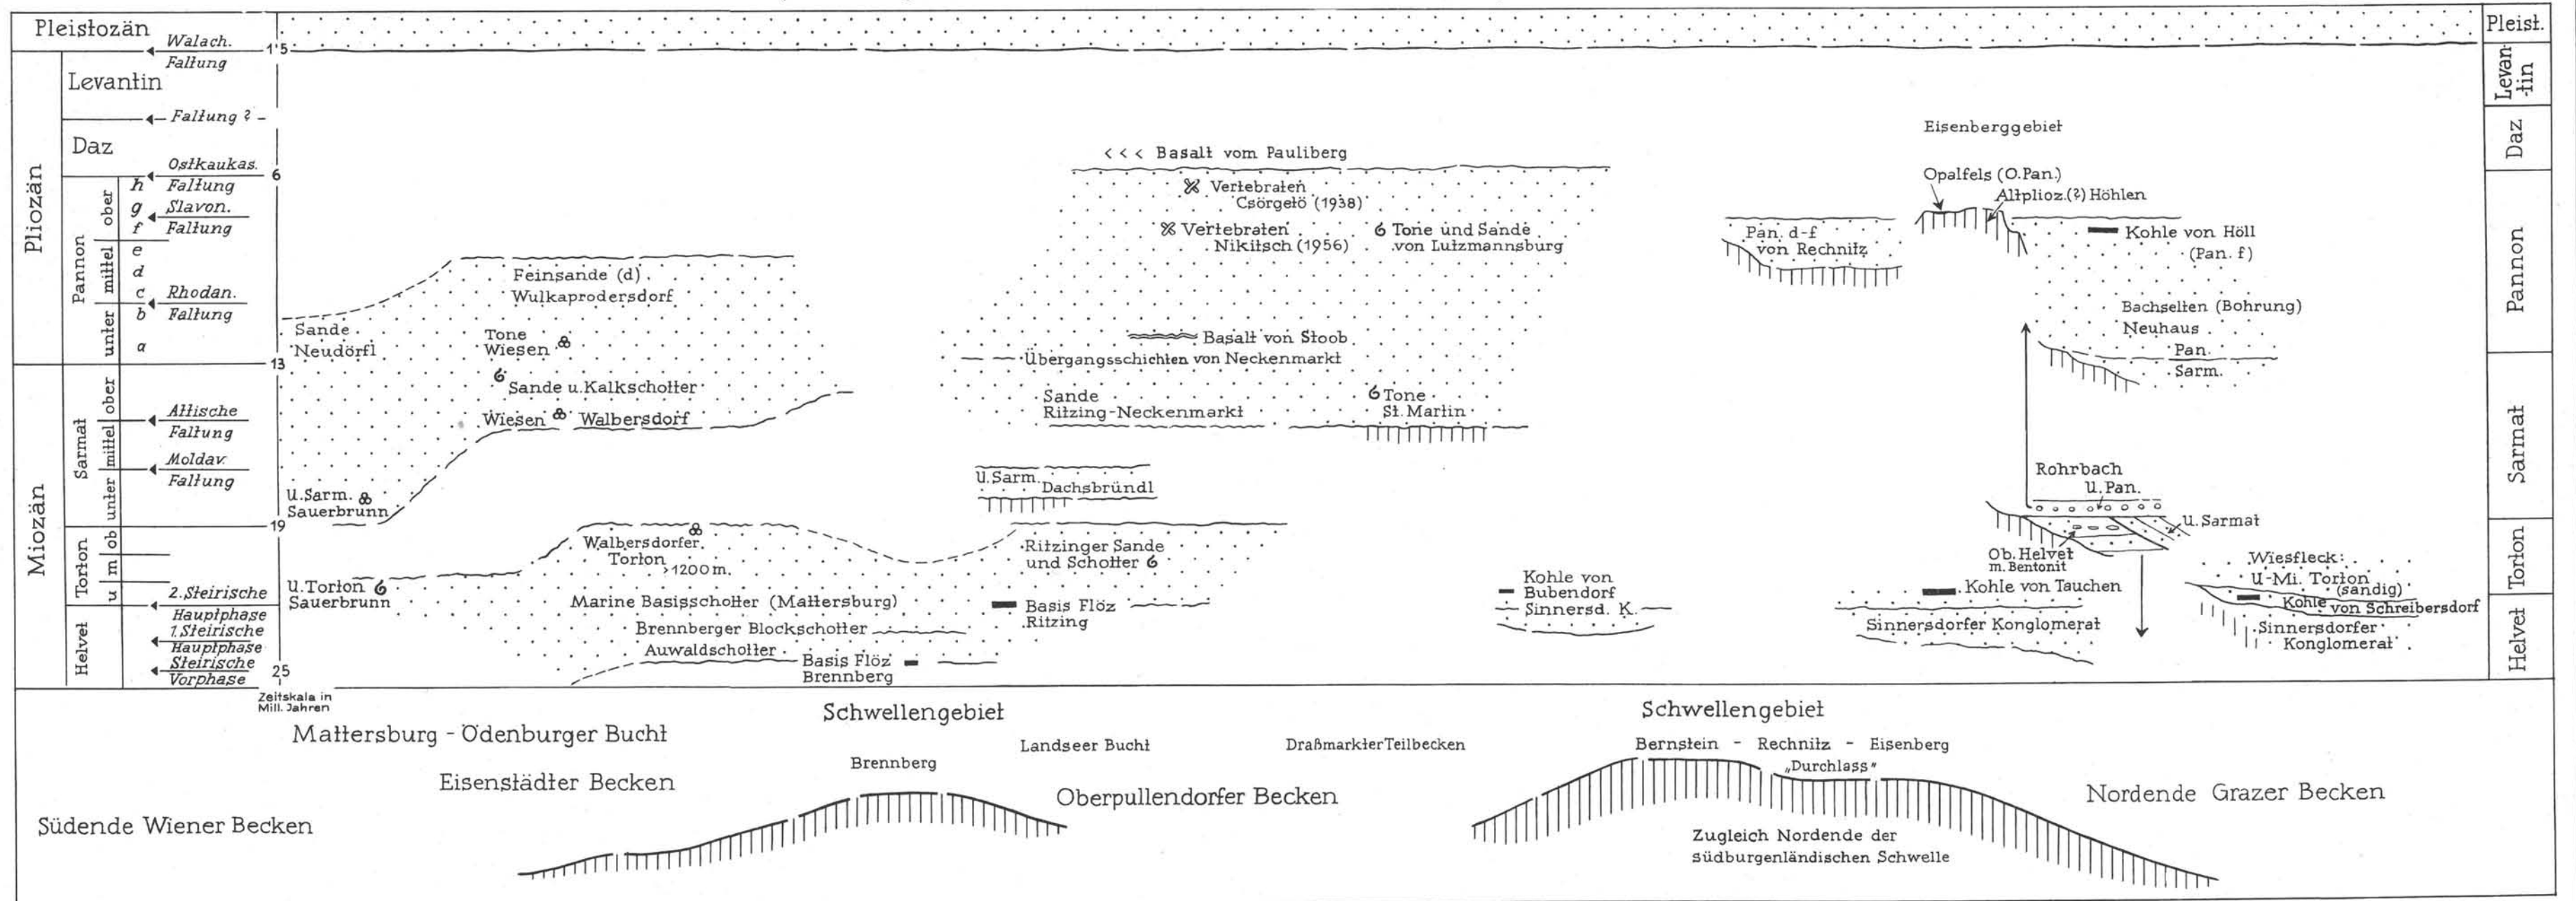 Pleistozän
Walach.
Faltung
1'5
Pliozän
Levantin
Faltung ?
Daz
Ostkaukas.
Faltung
6
Pannon
ober
mittel
unter
h
g
f
e
d
c
b
a
Slavon.
Faltung
Rhodan.
Faltung
13
Miozän
Sarmat
ober
mittel
unter
Attische
Faltung
Moldav.
Faltung
19
Torton
ob
m
u
2.Steirische
Hauptphase
Helvet
1.Steirische
Hauptphase
Steirische
Vorphase
25
Zeitskala in
Mill. Jahren
Sande
Neudörfl
Feinsande (d)
Wulkaprodersdorf
Tone
Wiesen
Sande u. Kalkschotter
Wiesen Walbersdorf
U. Sarm.
Sauerbrunn
U. Torton
Sauerbrunn
Walbersdorfer
Torton
>1200 m.
Marine Basisschotter (Mattersburg)
Brennberger Blockschotter
Auwaldschotter
Basis Flöz
Brennberg
<<< Basalt vom Pauliberg
Vertebraten
Csörgetö (1938)
Vertebraten
Nikitsch (1956)
Tone und Sande
von Lutzmannsburg
Basalt von Stoob
Übergangsschichten von Neckenmarkt
Sande
Ritzing-Neckenmarkt
Tone
St. Martin
U. Sarm.
Dachsbründl
Ritzinger Sande
und Schotter
Basis Flöz
Ritzing
Kohle von
Bubendorf
Sinnersd. K.
Eisenberggebiet
Opalfels (O. Pan.)
Altplioz.(?) Höhlen
Pan. d-f
von Rechnitz
Kohle von Höll
(Pan. f)
Bachselten (Bohrung)
Neuhaus
Pan.
Sarm.
Rohrbach
U. Pan.
U. Sarmat
Ob. Helvet
m. Bentonit
Kohle von Tauchen
Sinnersdorfer Konglomerat
Wiesfleck:
U-Mi. Torton
(sandig)
Kohle von Schreibersdorf
Sinnersdorfer
Konglomerat
Pleist.
Levan-
-tin
Daz
Pannon
Sarmat
Torton
Helvet
Schwellengebiet
Schwellengebiet
Mattersburg - Ödenburger Bucht
Landseer Bucht
Draßmarkter Teilbecken
Bernstein - Rechnitz - Eisenberg
„Durchlass"
Brennberg
Eisenstädter Becken
Oberpullendorfer Becken
Nordende Grazer Becken
Südende Wiener Becken
Zugleich Nordende der
südburgenländischen Schwelle